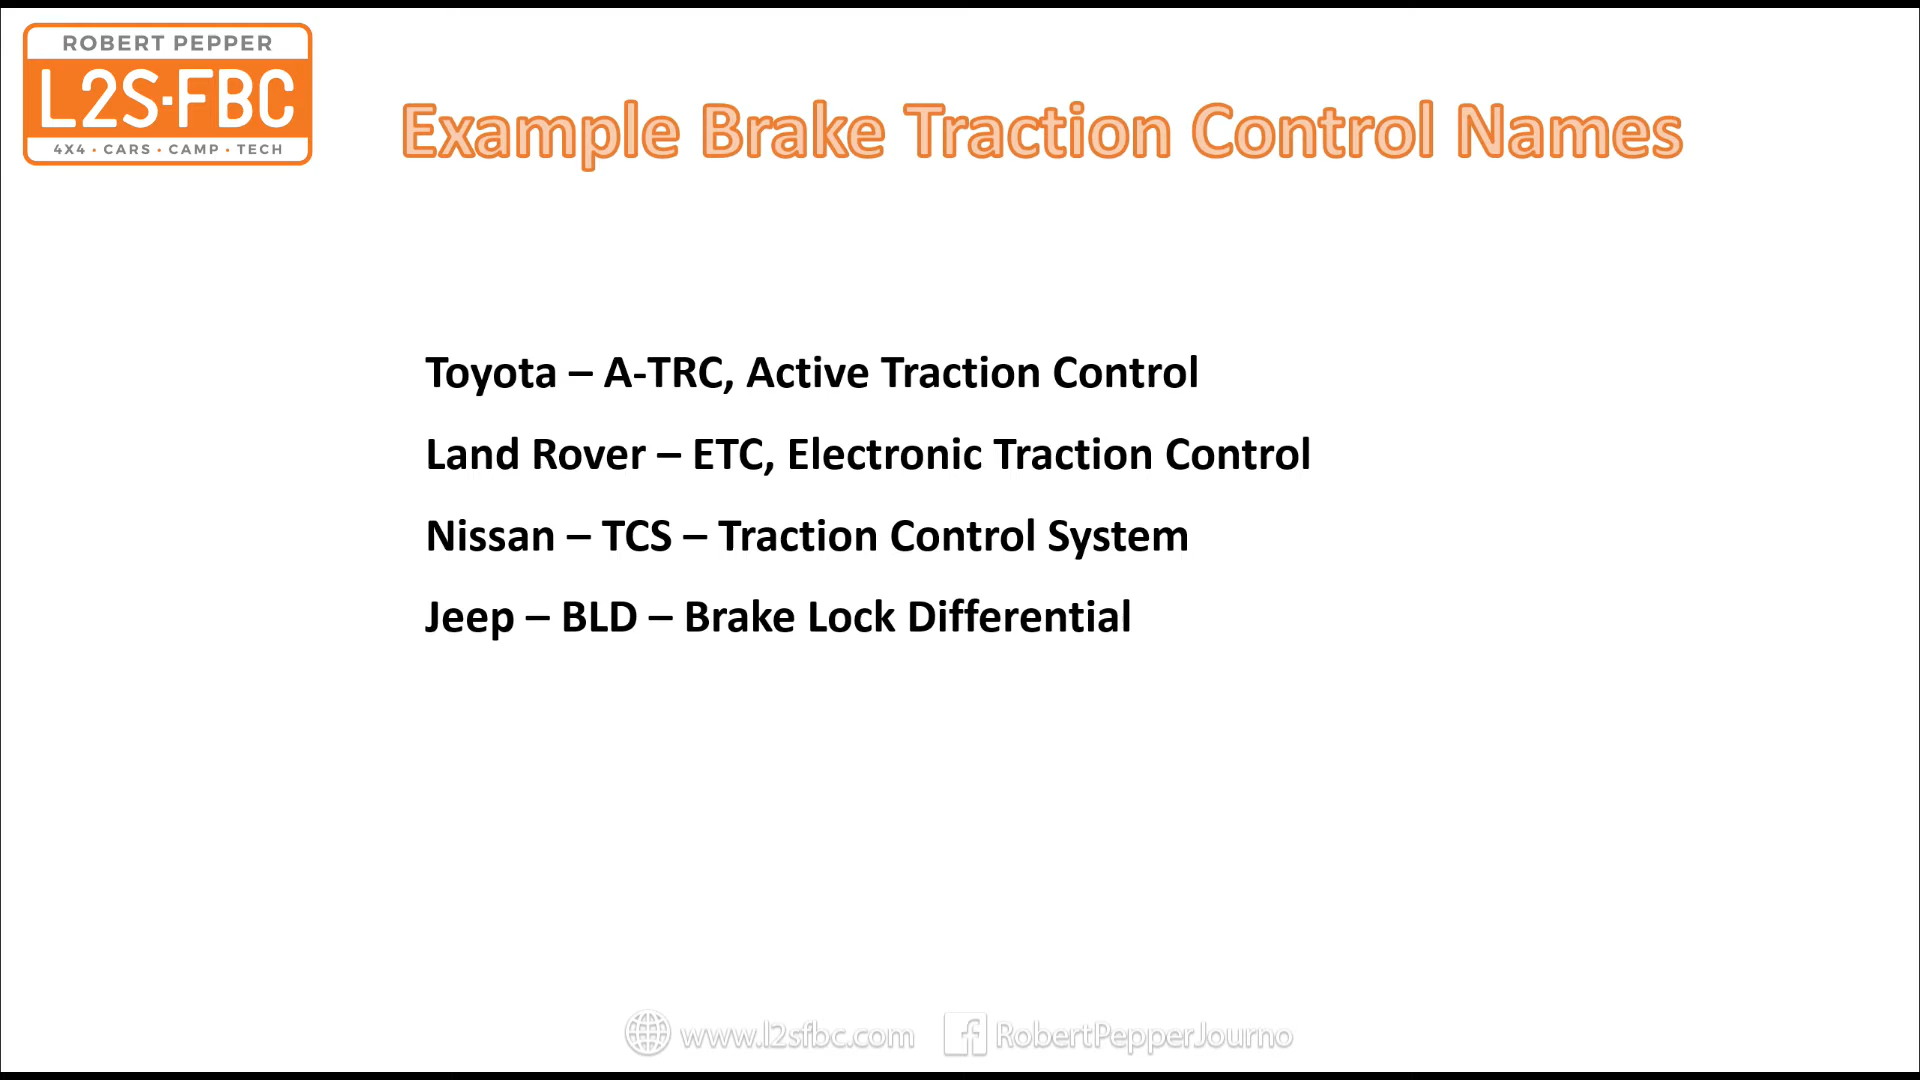 ROBERT PEPPER
L2S·FBC
4X4 · CARS · CAMP · TECH
Example Brake Traction Control Names
Toyota – A-TRC, Active Traction Control
Land Rover – ETC, Electronic Traction Control
Nissan – TCS – Traction Control System
Jeep – BLD – Brake Lock Differential
www.l2sfbc.com RobertPepperJourno